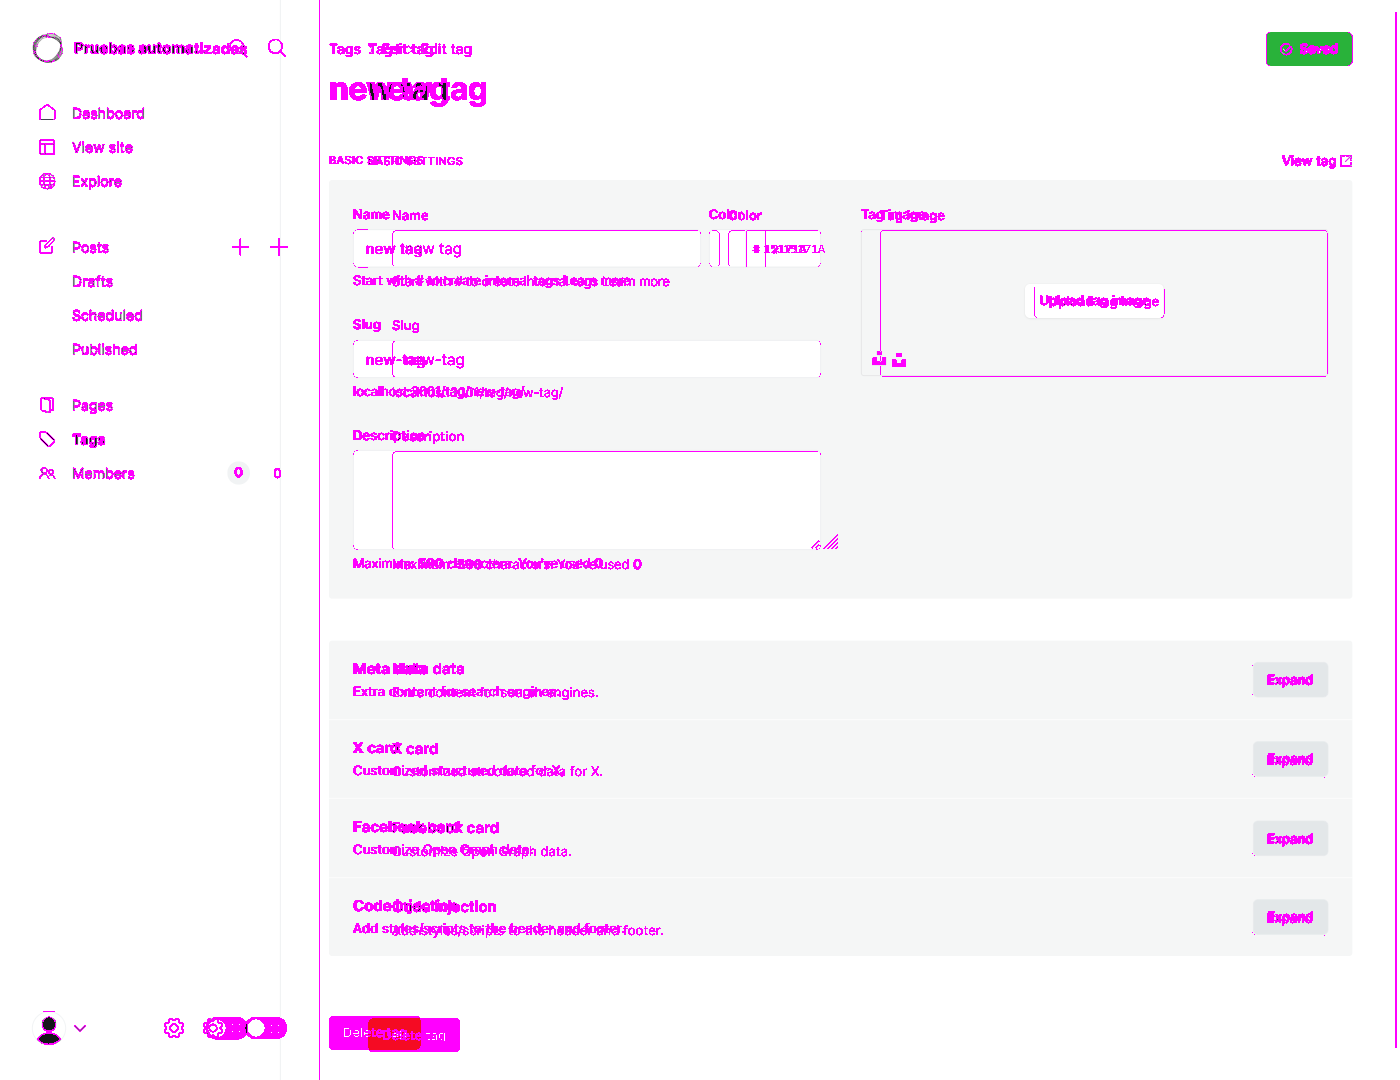 Pruebas automatizadas
Dashboard
View site
Explore
Posts
Drafts
Scheduled
Published
Pages
Tags
Members 0 0
Tags Edit tag
Saved
new tag
BASIC SETTINGS
View tag
Name Name
new tag
Start with # to create internal tags Learn more
Color Color
Tag image
Upload tag image
Slug Slug
new-tag
localhost:2001/tag/new-tag/
Description
Maximum: 500 characters. You've used 0
Meta data
Extra content for search engines.
Expand
X card X card
Customized structured data for X.
Expand
Facebook card
Customize Open Graph data.
Expand
Code injection
Add styles/scripts to the header and footer.
Expand
Delete tag